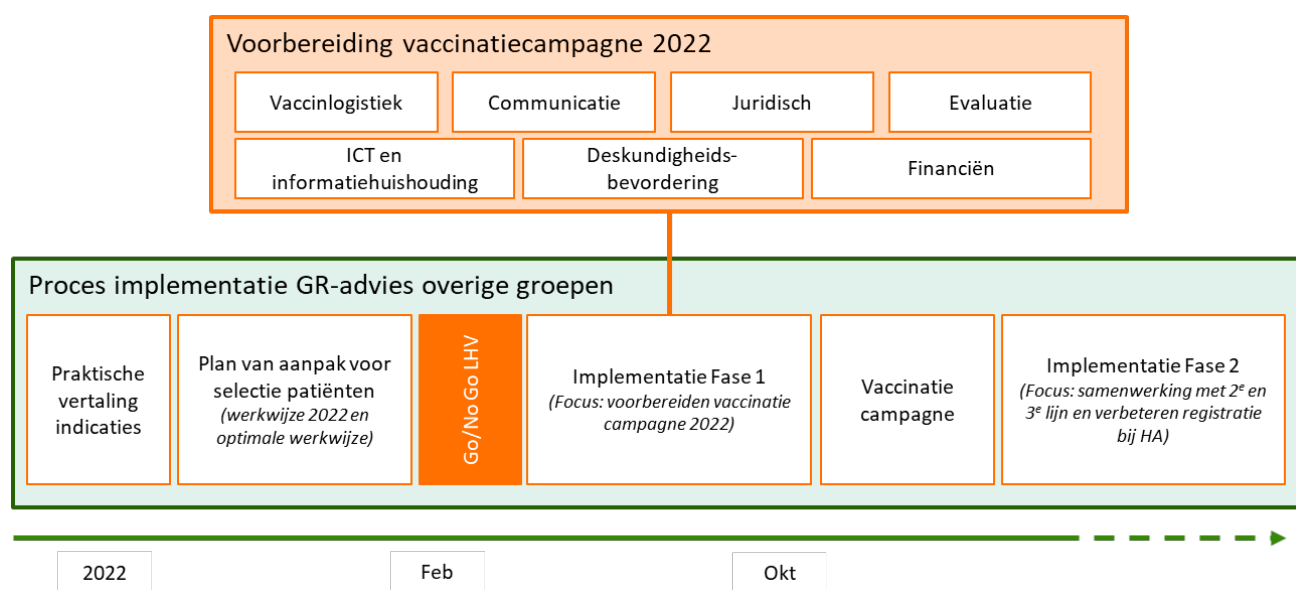 Voorbereiding vaccinatiecampagne 2022
Vaccinlogistiek
Communicatie
Juridisch
Evaluatie
ICT en
informatiehuishouding
Deskundigheids-
bevordering
Financiën
Proces implementatie GR-advies overige groepen
Praktische
vertaling
indicaties
Plan van aanpak voor
selectie patiënten
(werkwijze 2022 en
optimale werkwijze)
Go/No Go LHV
Implementatie Fase 1
(Focus: voorbereiden vaccinatie
campagne 2022)
Vaccinatie
campagne
Implementatie Fase 2
(Focus: samenwerking met 2e en
3e lijn en verbeteren registratie
bij HA)
2022
Feb
Okt